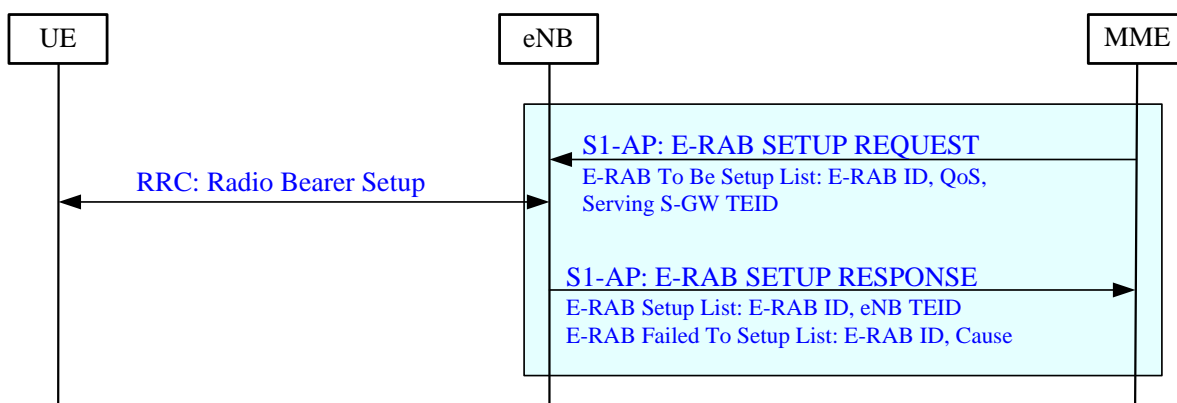 UE
eNB
MME
S1-AP: E-RAB SETUP REQUEST
E-RAB To Be Setup List: E-RAB ID, QoS,
Serving S-GW TEID
RRC: Radio Bearer Setup
S1-AP: E-RAB SETUP RESPONSE
E-RAB Setup List: E-RAB ID, eNB TEID
E-RAB Failed To Setup List: E-RAB ID, Cause